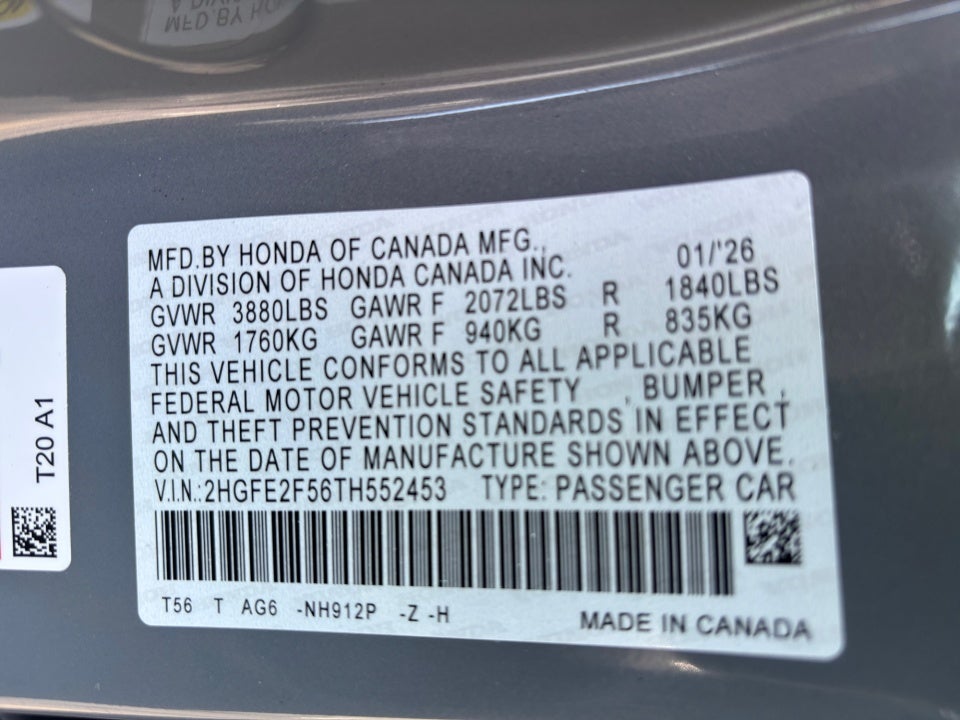 MFD.BY HONDA OF CANADA MFG., 01/'26
A DIVISION OF HONDA CANADA INC.
GVWR 3880LBS GAWR F 2072LBS R 1840LBS
GVWR 1760KG GAWR F 940KG R 835KG
THIS VEHICLE CONFORMS TO ALL APPLICABLE
FEDERAL MOTOR VEHICLE SAFETY , BUMPER ,
AND THEFT PREVENTION STANDARDS IN EFFECT
ON THE DATE OF MANUFACTURE SHOWN ABOVE.
V.I.N.:2HGFE2F56TH552453 TYPE: PASSENGER CAR
T56 T AG6 -NH912P -Z -H MADE IN CANADA
T20 A1